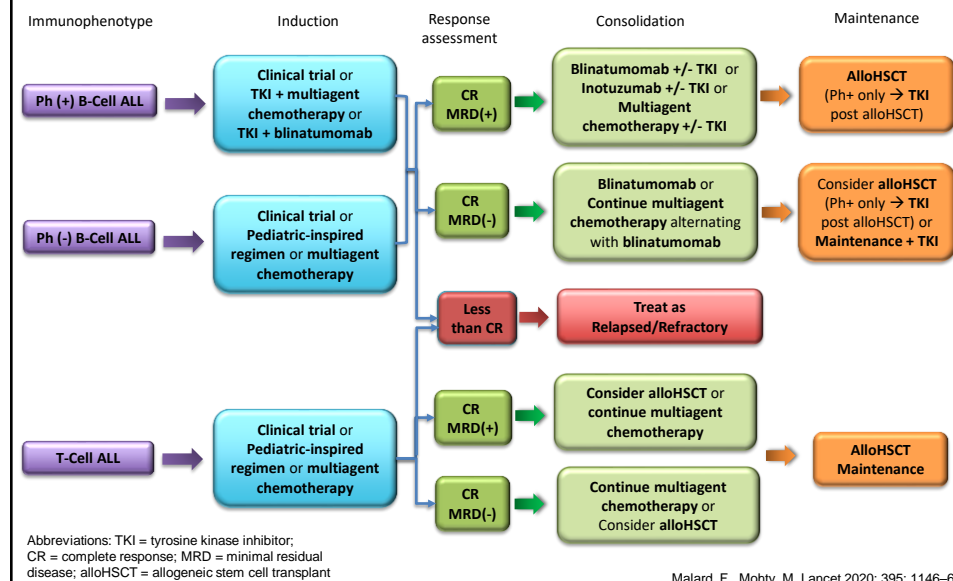 Immunophenotype
Induction
Response
assessment
Consolidation
Maintenance
Ph (+) B-Cell ALL
Clinical trial or
TKI + multiagent
chemotherapy or
TKI + blinatumomab
CR
MRD(+)
Blinatumomab +/- TKI or
Inotuzumab +/- TKI or
Multiagent
chemotherapy +/- TKI
AlloHSCT
(Ph+ only → TKI
post alloHSCT)
Ph (-) B-Cell ALL
Clinical trial or
Pediatric-inspired
regimen or multiagent
chemotherapy
CR
MRD(-)
Blinatumomab or
Continue multiagent
chemotherapy alternating
with blinatumomab
Consider alloHSCT
(Ph+ only → TKI
post alloHSCT) or
Maintenance + TKI
Less
than CR
Treat as
Relapsed/Refractory
T-Cell ALL
Clinical trial or
Pediatric-inspired
regimen or multiagent
chemotherapy
CR
MRD(+)
Consider alloHSCT or
continue multiagent
chemotherapy
CR
MRD(-)
Continue multiagent
chemotherapy or
Consider alloHSCT
AlloHSCT
Maintenance
Abbreviations: TKI = tyrosine kinase inhibitor;
CR = complete response; MRD = minimal residual
disease; alloHSCT = allogeneic stem cell transplant
Malard, F., Mohty, M. Lancet 2020; 395: 1146–6